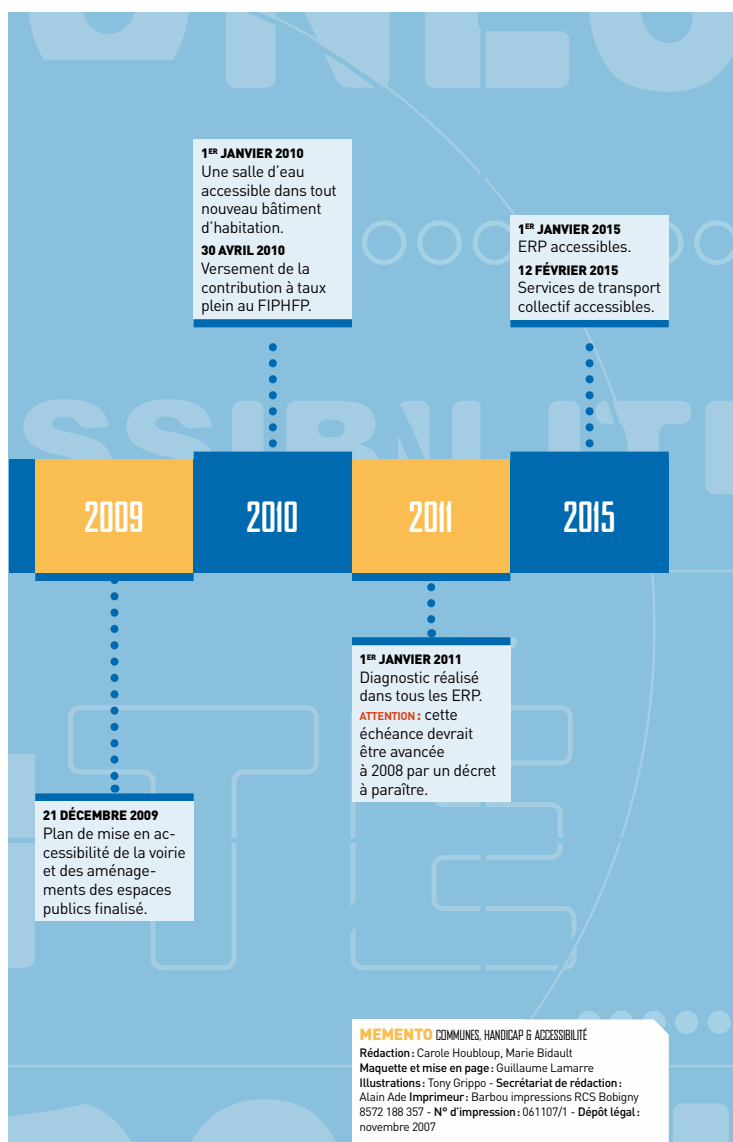 1ER JANVIER 2010
Une salle d'eau
accessible dans tout
nouveau bâtiment
d'habitation.
30 AVRIL 2010
Versement de la
contribution à taux
plein au FIPHFP.
1ER JANVIER 2015
ERP accessibles.
12 FÉVRIER 2015
Services de transport
collectif accessibles.
2009
2010
2011
2015
1ER JANVIER 2011
Diagnostic réalisé
dans tous les ERP.
ATTENTION : cette
échéance devrait
être avancée
à 2008 par un décret
à paraître.
21 DÉCEMBRE 2009
Plan de mise en ac-
cessibilité de la voirie
et des aménage-
ments des espaces
publics finalisé.
MEMENTO COMMUNES, HANDICAP & ACCESSIBILITÉ
Rédaction : Carole Houbloup, Marie Bidault
Maquette et mise en page : Guillaume Lamarre
Illustrations : Tony Grippo - Secrétariat de rédaction :
Alain Ade Imprimeur : Barbou impressions RCS Bobigny
8572 188 357 - N° d'impression : 061107/1 - Dépôt légal :
novembre 2007